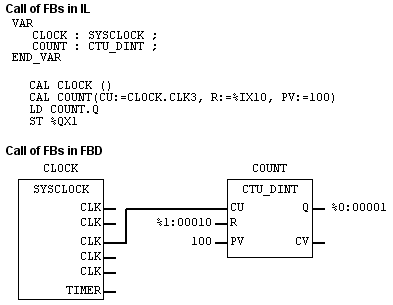 Call of FBs in IL
VAR
CLOCK : SYSCLOCK ;
COUNT : CTU_DINT ;
END_VAR
CAL CLOCK ()
CAL COUNT(CU:=CLOCK.CLK3, R:=%IX10, PV:=100)
LD COUNT.Q
ST %QX1
Call of FBs in FBD
CLOCK COUNT
SYSCLOCK CTU_DINT
CLK CU Q %0:00001
CLK %1:00010 R
CLK 100 PV CV
CLK
CLK
TIMER